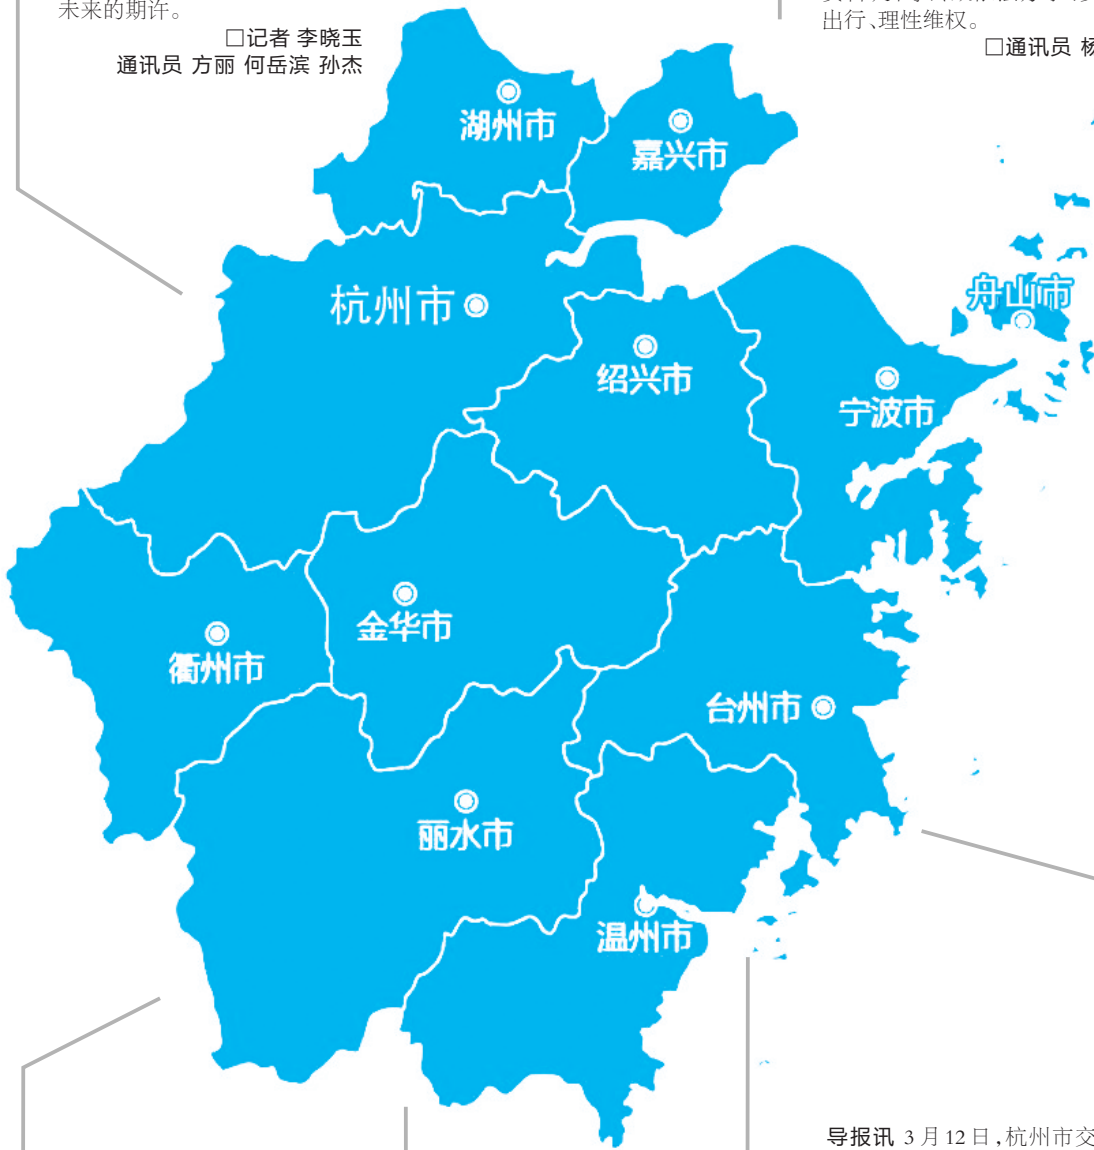 未来的期许。
□记者 李晓玉
通讯员 方丽 何岳滨 孙杰
出行、理性维权。
□通讯员 杨
湖州市
嘉兴市
舟山市
杭州市
绍兴市
宁波市
金华市
衢州市
台州市
丽水市
温州市
导报讯 3月12日,杭州市交